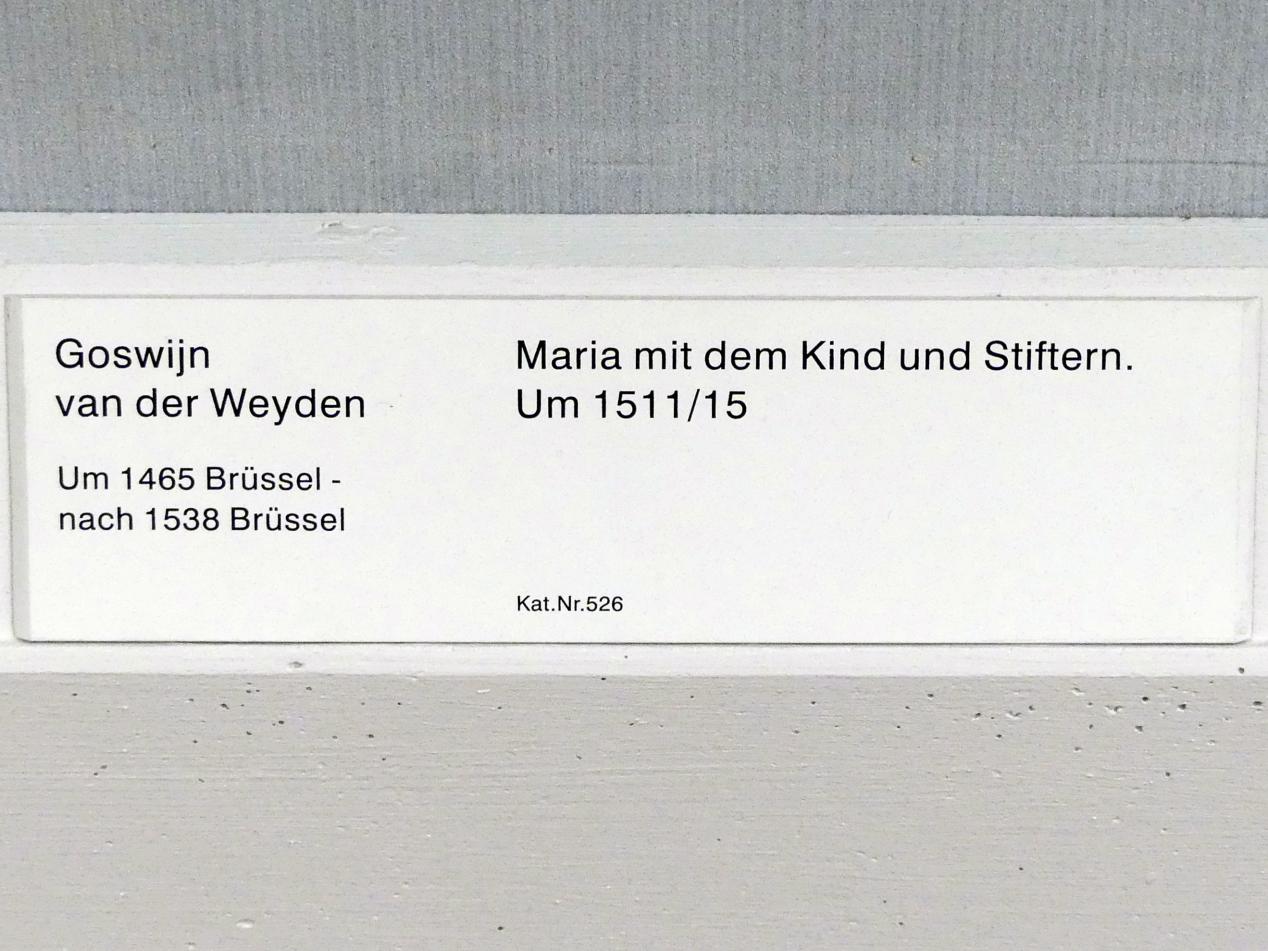 Goswijn
van der Weyden
Um 1465 Brüssel -
nach 1538 Brüssel
Maria mit dem Kind und Stiftern.
Um 1511/15
Kat.Nr.526